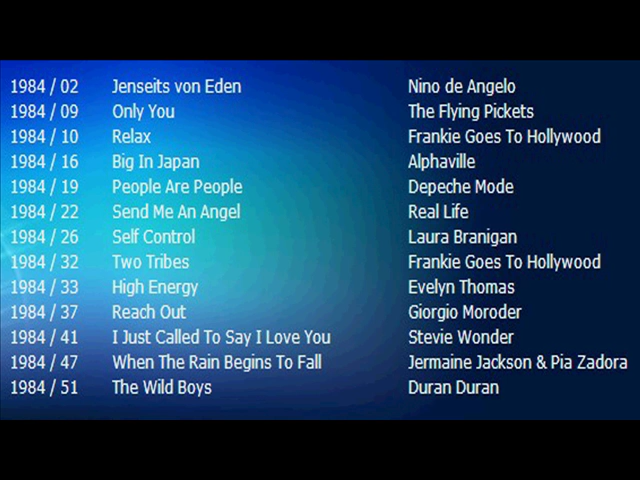 1984 / 02 Jenseits von Eden Nino de Angelo
1984 / 09 Only You The Flying Pickets
1984 / 10 Relax Frankie Goes To Hollywood
1984 / 16 Big In Japan Alphaville
1984 / 19 People Are People Depeche Mode
1984 / 22 Send Me An Angel Real Life
1984 / 26 Self Control Laura Branigan
1984 / 32 Two Tribes Frankie Goes To Hollywood
1984 / 33 High Energy Evelyn Thomas
1984 / 37 Reach Out Giorgio Moroder
1984 / 41 I Just Called To Say I Love You Stevie Wonder
1984 / 47 When The Rain Begins To Fall Jermaine Jackson & Pia Zadora
1984 / 51 The Wild Boys Duran Duran